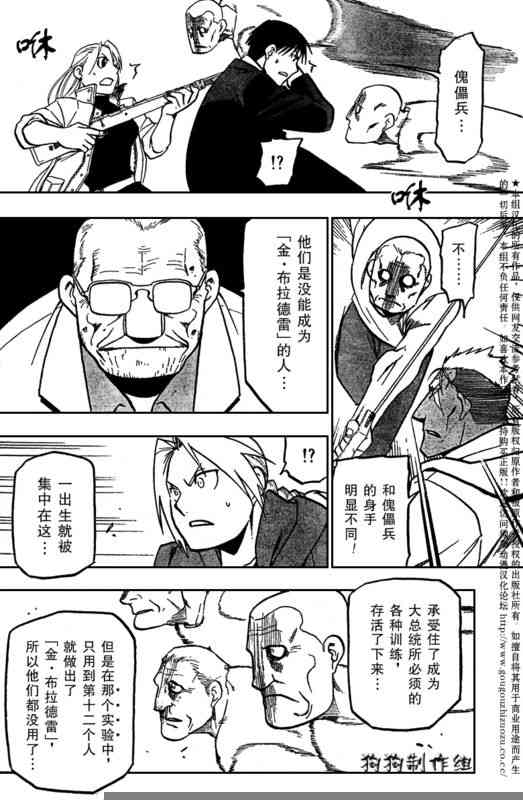 傀儡兵…
咻
!?
咻
不…
和傀儡兵
的身手
明显不同!
他们是没能成为
「金·布拉德雷」的人…
!?
一出生就被
集中在这…
承受住了成为
大总统所必须的
各种训练,
存活了下来…
但是在那个实验中,
只用到第十二个人
就做出了
「金·布拉德雷」,
所以他们都没用了…
狗狗制作组